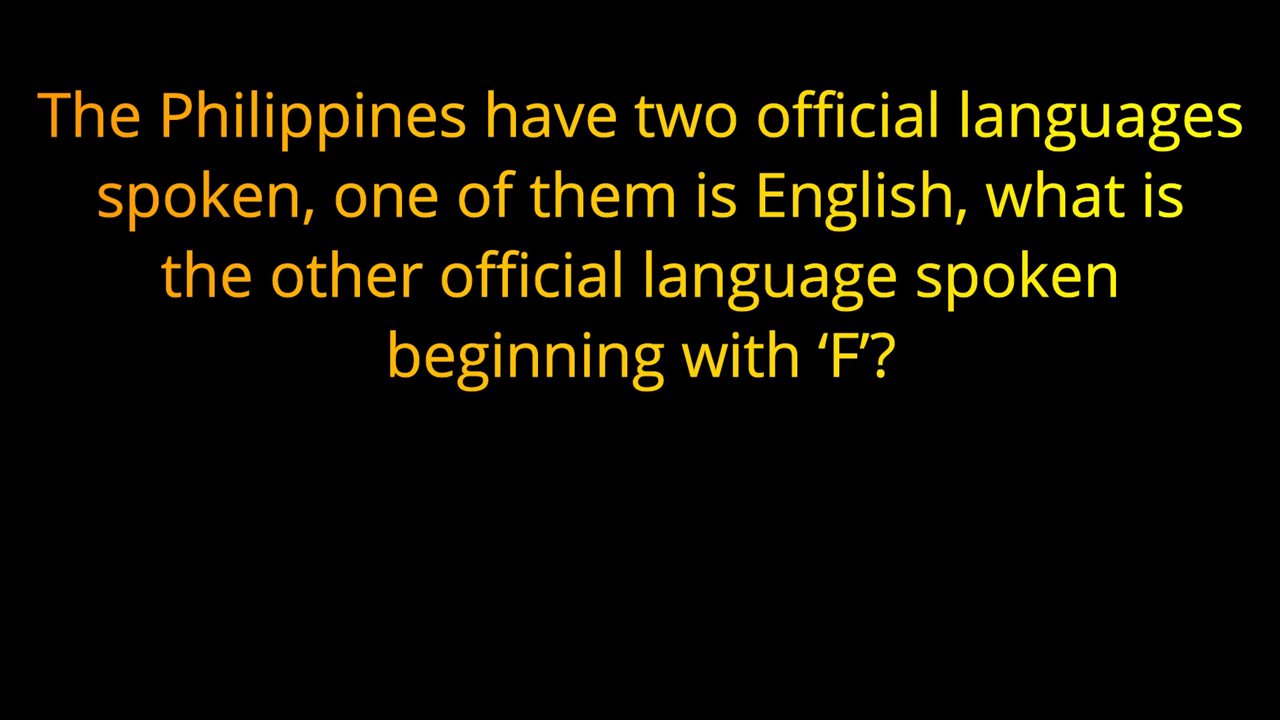 The Philippines have two official languages
spoken, one of them is English, what is
the other official language spoken
beginning with ‘F’?